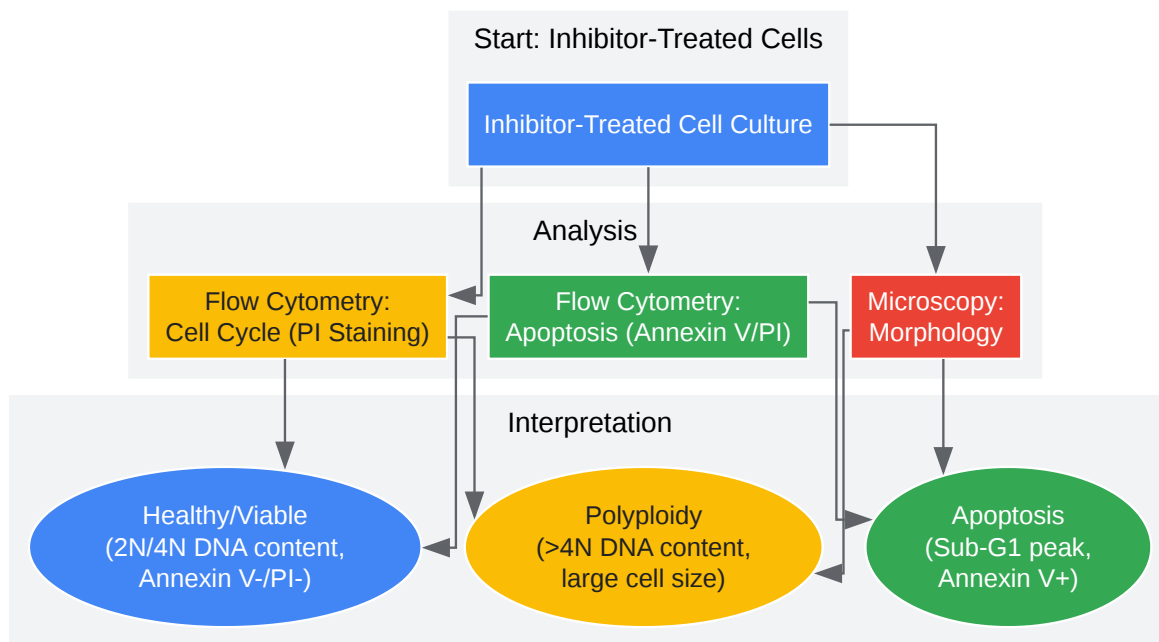 Start: Inhibitor-Treated Cells
Inhibitor-Treated Cell Culture
Analysis
Flow Cytometry:
Cell Cycle (PI Staining)
Flow Cytometry:
Apoptosis (Annexin V/PI)
Microscopy:
Morphology
Interpretation
Healthy/Viable
(2N/4N DNA content,
Annexin V-/PI-)
Polyploidy
(>4N DNA content,
large cell size)
Apoptosis
(Sub-G1 peak,
Annexin V+)